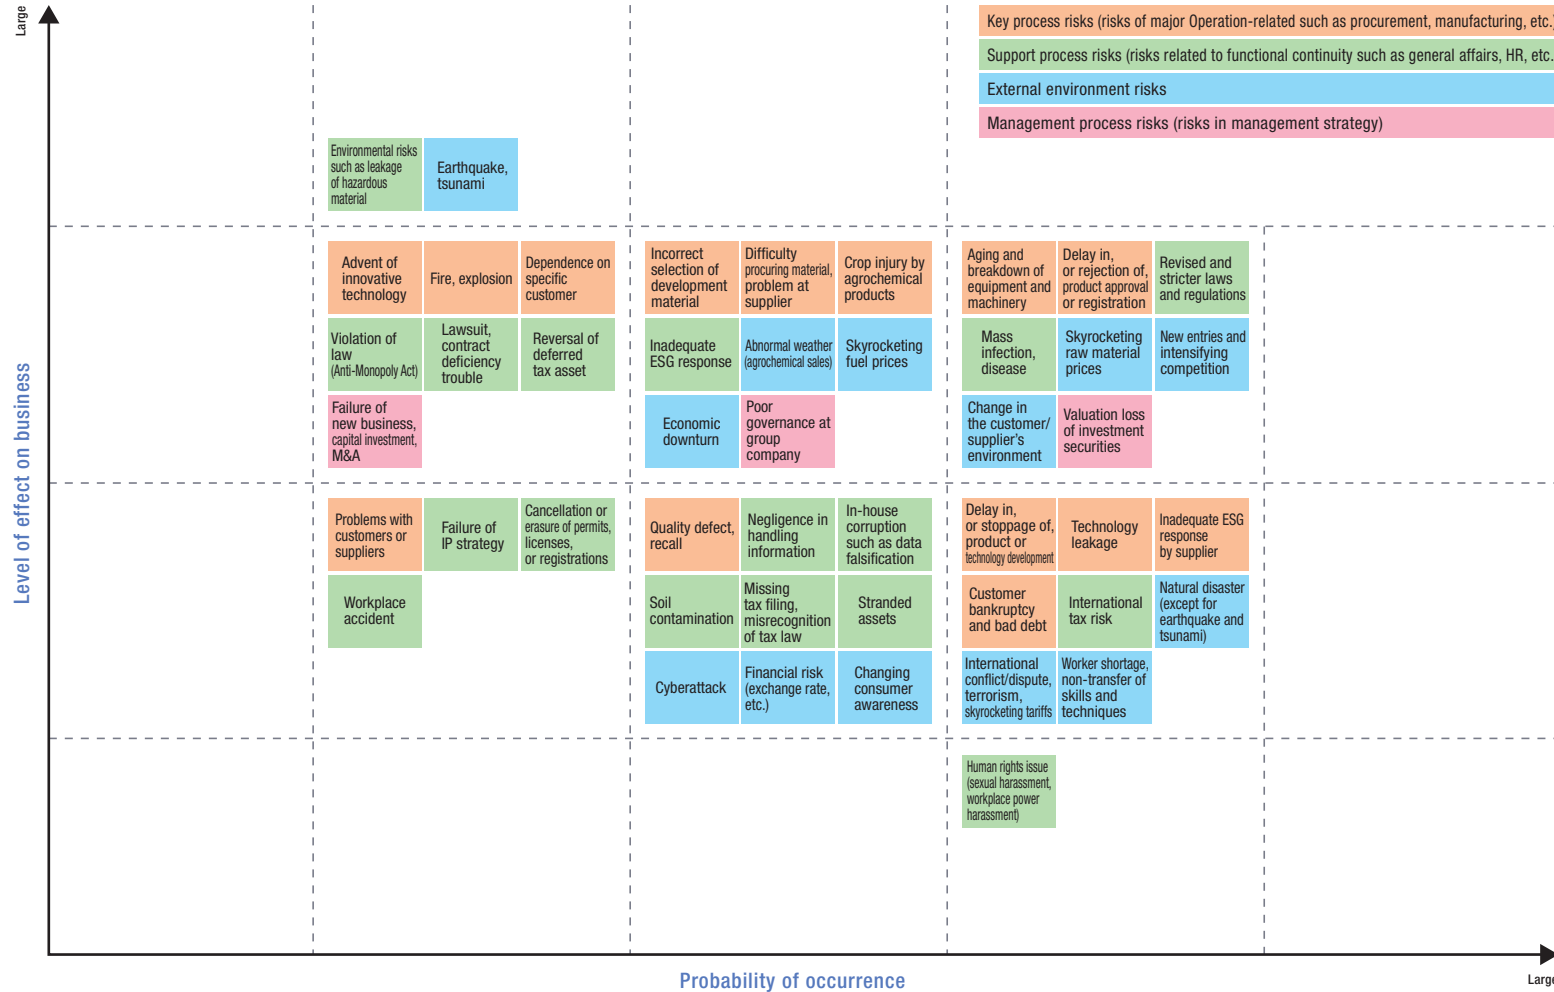 Large
Key process risks (risks of major Operation-related such as procurement, manufacturing, etc.)
Support process risks (risks related to functional continuity such as general affairs, HR, etc.
External environment risks
Management process risks (risks in management strategy)
Environmental risks
such as leakage
of hazardous
material
Earthquake,
tsunami
Advent of
innovative
technology
Fire, explosion
Dependence on
specific
customer
Incorrect
selection of
development
material
Difficulty
procuring material,
problem at
supplier
Crop injury by
agrochemical
products
Aging and
breakdown of
equipment and
machinery
Delay in,
or rejection of,
product approval
or registration
Revised and
stricter laws
and regulations
Violation of
law
(Anti-Monopoly Act)
Lawsuit,
contract
deficiency
trouble
Reversal of
deferred
tax asset
Inadequate
ESG response
Abnormal weather
(agrochemical sales)
Skyrocketing
fuel prices
Mass
infection,
disease
Skyrocketing
raw material
prices
New entries and
intensifying
competition
Failure of
new business,
capital investment,
M&A
Economic
downturn
Poor
governance at
group
company
Change in
the customer/
supplier's
environment
Valuation loss
of investment
securities
Level of effect on business
Problems with
customers or
suppliers
Failure of
IP strategy
Cancellation or
erasure of permits,
licenses,
or registrations
Quality defect,
recall
Negligence in
handling
information
In-house
corruption
such as data
falsification
Delay in,
or stoppage of,
product or
technology development
Technology
leakage
Inadequate ESG
response
by supplier
Workplace
accident
Soil
contamination
Missing
tax filing,
misrecognition
of tax law
Stranded
assets
Customer
bankruptcy
and bad debt
International
tax risk
Natural disaster
(except for
earthquake and
tsunami)
Cyberattack
Financial risk
(exchange rate,
etc.)
Changing
consumer
awareness
International
conflict/dispute,
terrorism,
skyrocketing tariffs
Worker shortage,
non-transfer of
skills and
techniques
Human rights issue
(sexual harassment,
workplace power
harassment)
Probability of occurrence
Large